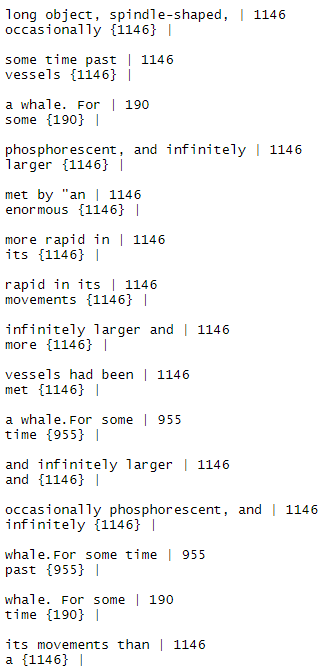 long object, spindle-shaped, | 1146
occasionally {1146} |
some time past | 1146
vessels {1146} |
a whale. For | 190
some {190} |
phosphorescent, and infinitely | 1146
larger {1146} |
met by "an | 1146
enormous {1146} |
more rapid in | 1146
its {1146} |
rapid in its | 1146
movements {1146} |
infinitely larger and | 1146
more {1146} |
vessels had been | 1146
met {1146} |
a whale.For some | 955
time {955} |
and infinitely larger | 1146
and {1146} |
occasionally phosphorescent, and | 1146
infinitely {1146} |
whale.For some time | 955
past {955} |
whale. For some | 190
time {190} |
its movements than | 1146
a {1146} |